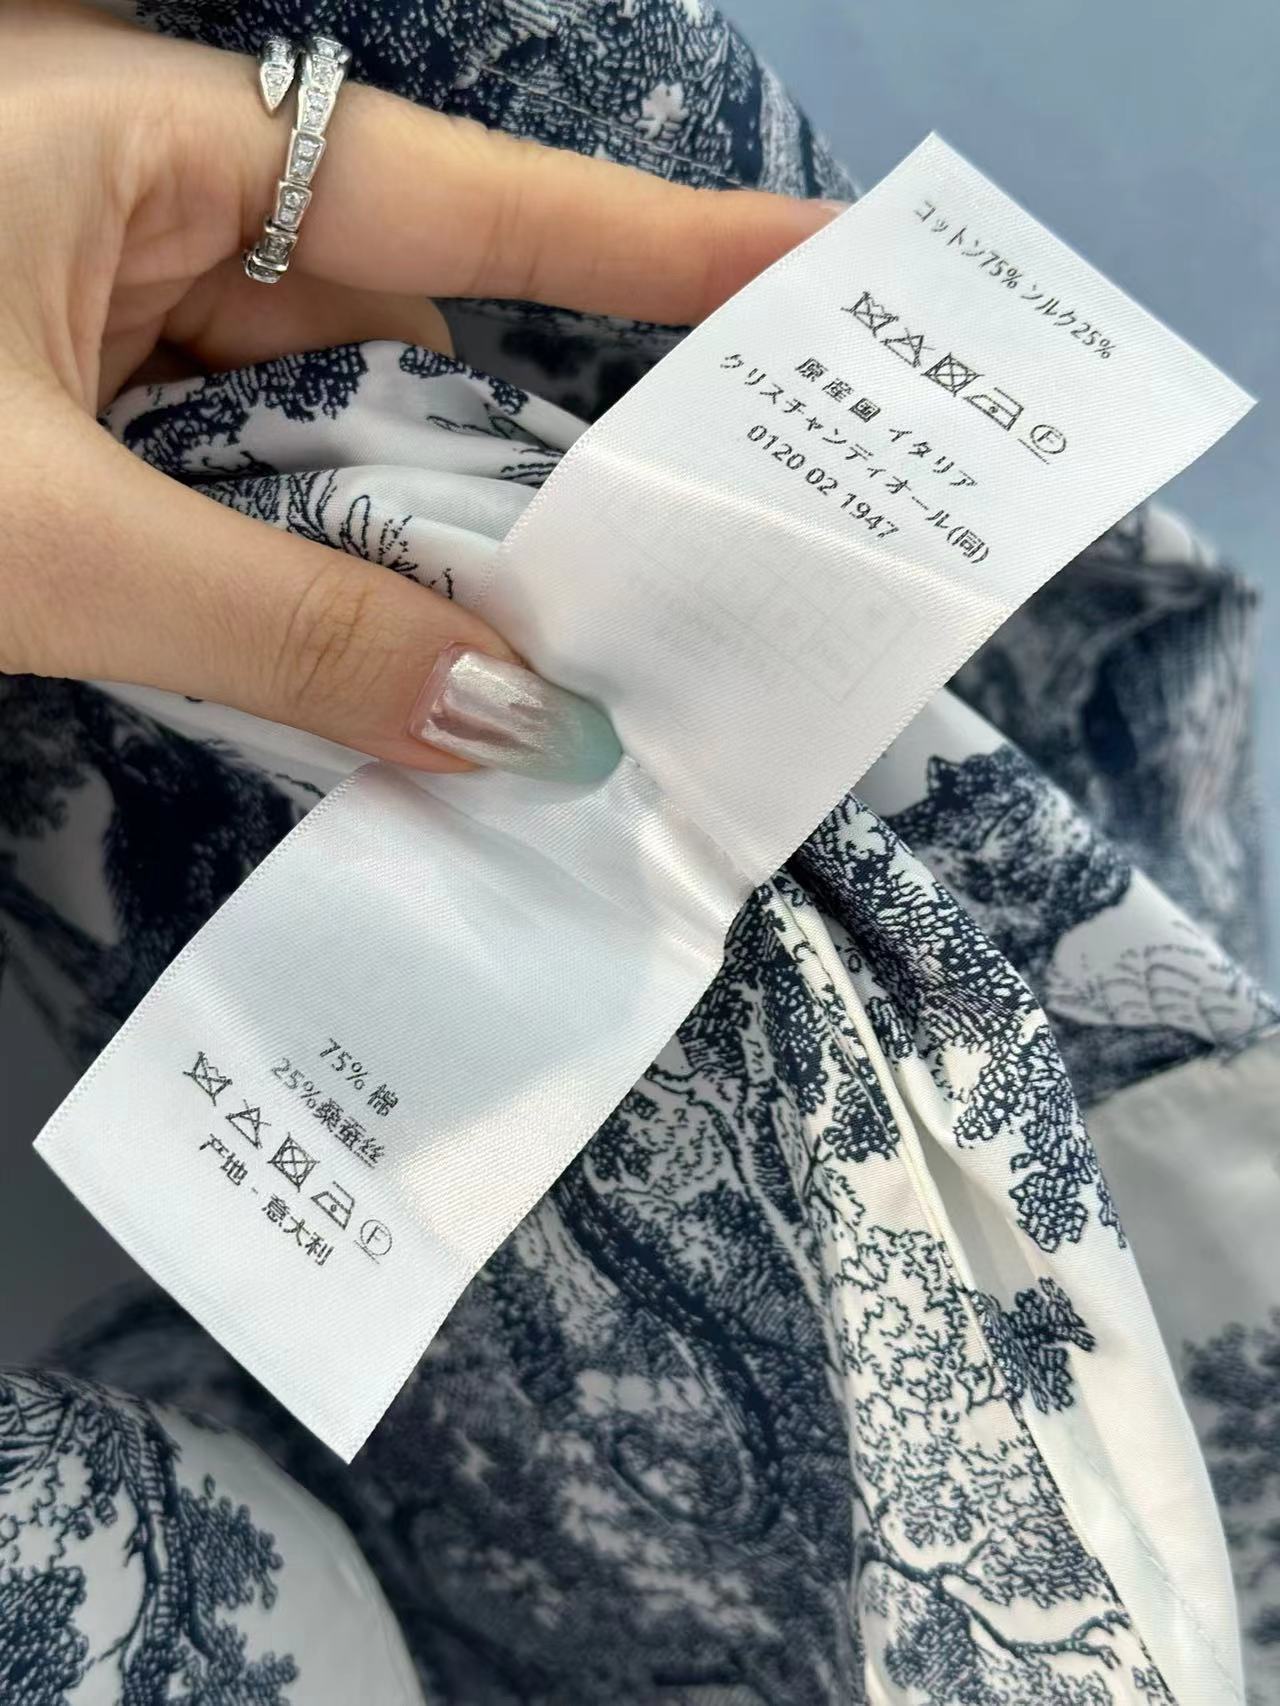 コットン75% ソルク25%
F
原産国 イタリア
クリスチャンディオール(同)
0120 02 1947
75% 棉
25%桑蚕丝
F
产地 - 意大利